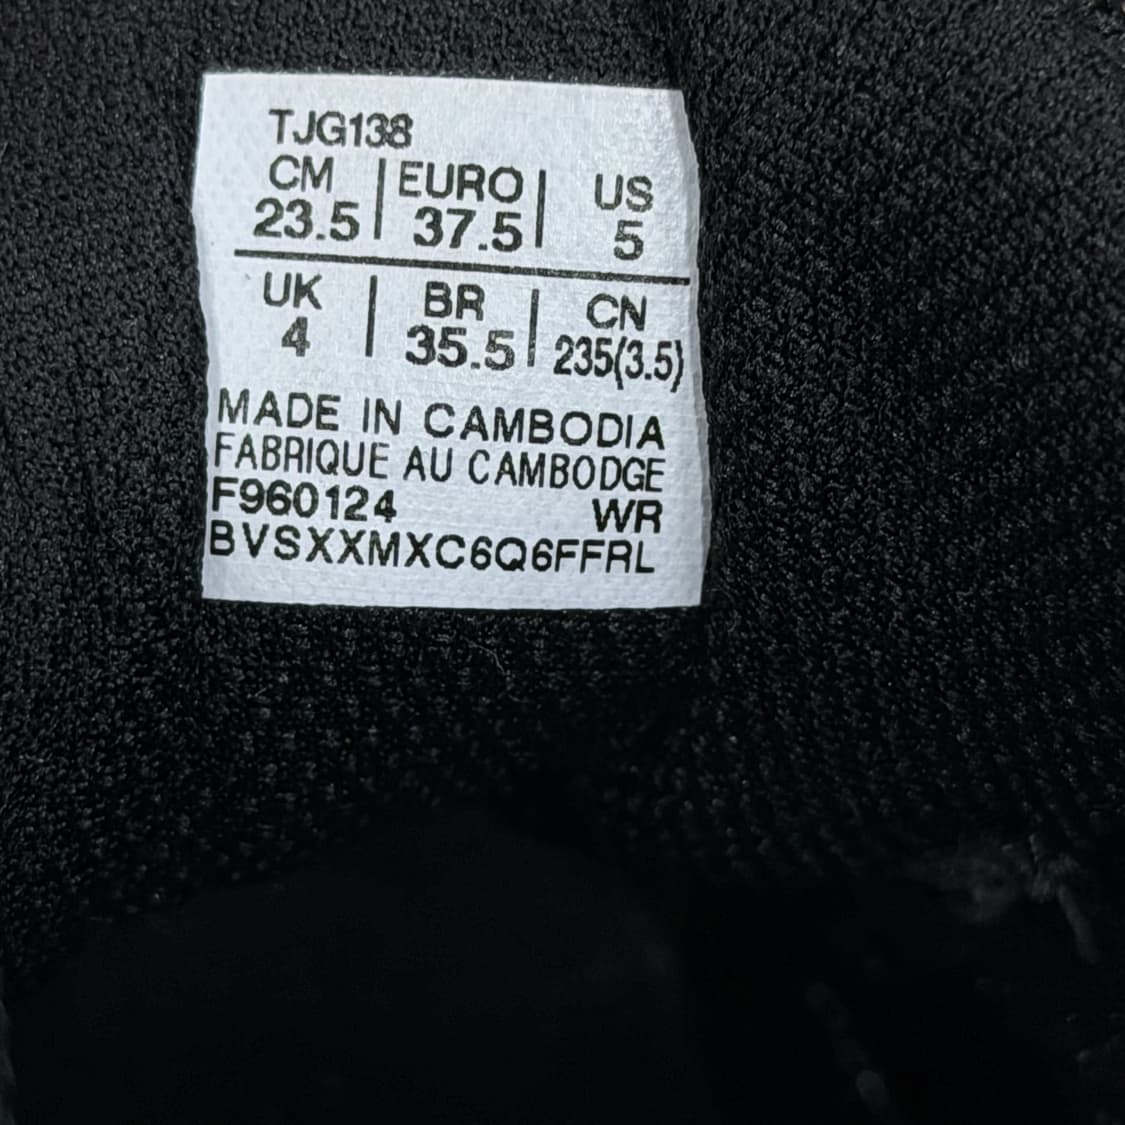 TJG138
CM | EURO | US
23.5 | 37.5 | 5
UK | BR | CN
4 | 35.5 | 235(3.5)
MADE IN CAMBODIA
FABRIQUE AU CAMBODGE
F960124 WR
BVSXXMXC6Q6FFRL